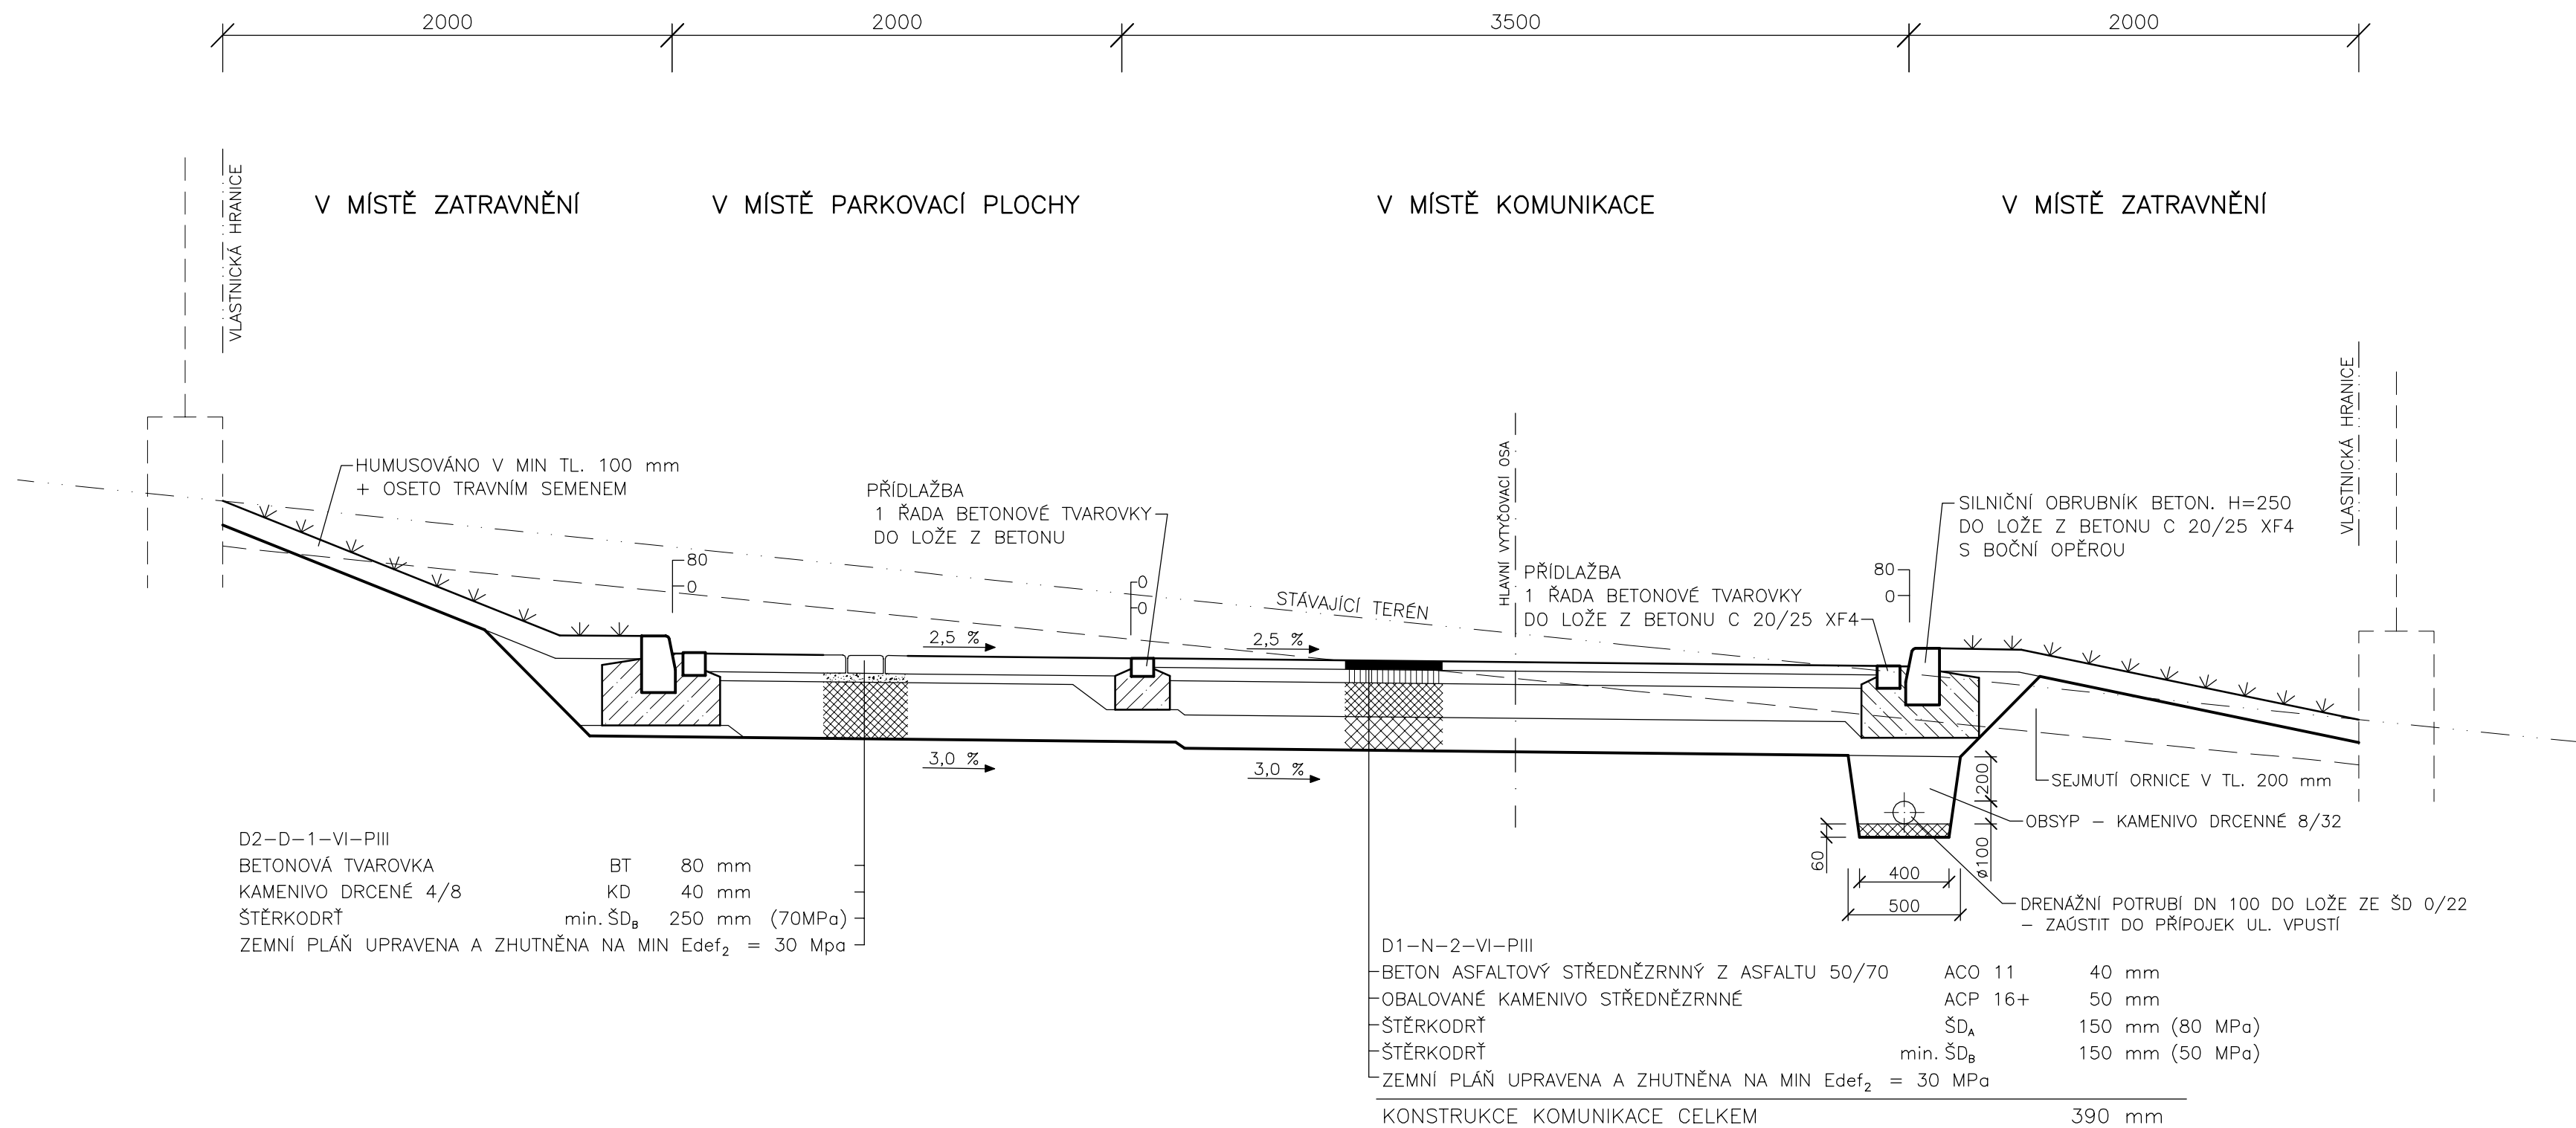 2000
2000
3500
2000
VLASTNICKÁ HRANICE
V MÍSTĚ ZATRAVNĚNÍ
V MÍSTĚ PARKOVACÍ PLOCHY
V MÍSTĚ KOMUNIKACE
V MÍSTĚ ZATRAVNĚNÍ
VLASTNICKÁ HRANICE
HUMUSOVÁNO V MIN TL. 100 mm
+ OSETO TRAVNÍM SEMENEM
PŘÍDLAŽBA
1 ŘADA BETONOVÉ TVAROVKY
DO LOŽE Z BETONU
HLAVNÍ VYTYČOVACÍ OSA
SILNIČNÍ OBRUBNÍK BETON. H=250
DO LOŽE Z BETONU C 20/25 XF4
S BOČNÍ OPĚROU
80
0
0
0
STÁVAJÍCÍ TERÉN
PŘÍDLAŽBA
1 ŘADA BETONOVÉ TVAROVKY
DO LOŽE Z BETONU C 20/25 XF4
80
0
2,5 %
2,5 %
3,0 %
3,0 %
SEJMUTÍ ORNICE V TL. 200 mm
OBSYP – KAMENIVO DRCENNÉ 8/32
200
ø100
60
400
500
DRENÁŽNÍ POTRUBÍ DN 100 DO LOŽE ZE ŠD 0/22
– ZAÚSTIT DO PŘÍPOJEK UL. VPUSTÍ
D2–D–1–VI–PIII
BETONOVÁ TVAROVKA BT 80 mm
KAMENIVO DRCENÉ 4/8 KD 40 mm
ŠTĚRKODRŤ min. ŠDB 250 mm (70MPa)
ZEMNÍ PLÁŇ UPRAVENA A ZHUTNĚNA NA MIN Edef2 = 30 Mpa
D1–N–2–VI–PIII
BETON ASFALTOVÝ STŘEDNĚZRNNÝ Z ASFALTU 50/70 ACO 11 40 mm
OBALOVANÉ KAMENIVO STŘEDNĚZRNNÉ ACP 16+ 50 mm
ŠTĚRKODRŤ ŠDA 150 mm (80 MPa)
ŠTĚRKODRŤ min. ŠDB 150 mm (50 MPa)
ZEMNÍ PLÁŇ UPRAVENA A ZHUTNĚNA NA MIN Edef2 = 30 MPa
KONSTRUKCE KOMUNIKACE CELKEM 390 mm